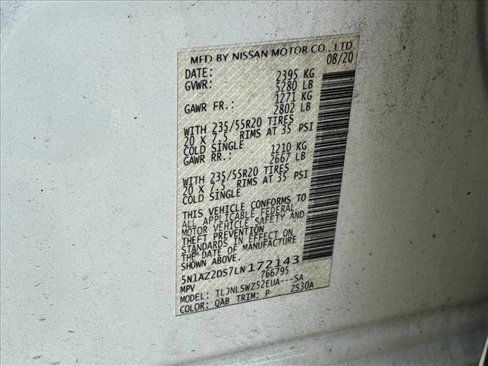 MFD BY NISSAN MOTOR CO., LTD.
DATE: 08/20
GVWR: 2395 KG
5280 LB
GAWR FR.: 1271 KG
2802 LB
WITH 235/55R20 TIRES
20 X 7.5 RIMS AT 35 PSI
COLD SINGLE
GAWR RR.: 1210 KG
2667 LB
WITH 235/55R20 TIRES
20 X 7.5 RIMS AT 35 PSI
COLD SINGLE
THIS VEHICLE CONFORMS TO
ALL APPLICABLE FEDERAL
MOTOR VEHICLE SAFETY AND
THEFT PREVENTION
STANDARDS IN EFFECT ON
THE DATE OF MANUFACTURE
SHOWN ABOVE.
5N1AZ2DS7LN172143
MPV 766795
TYPE: TLJNLSWZ52EUA---SA
COLOR: QAB TRIM: P ZS30A